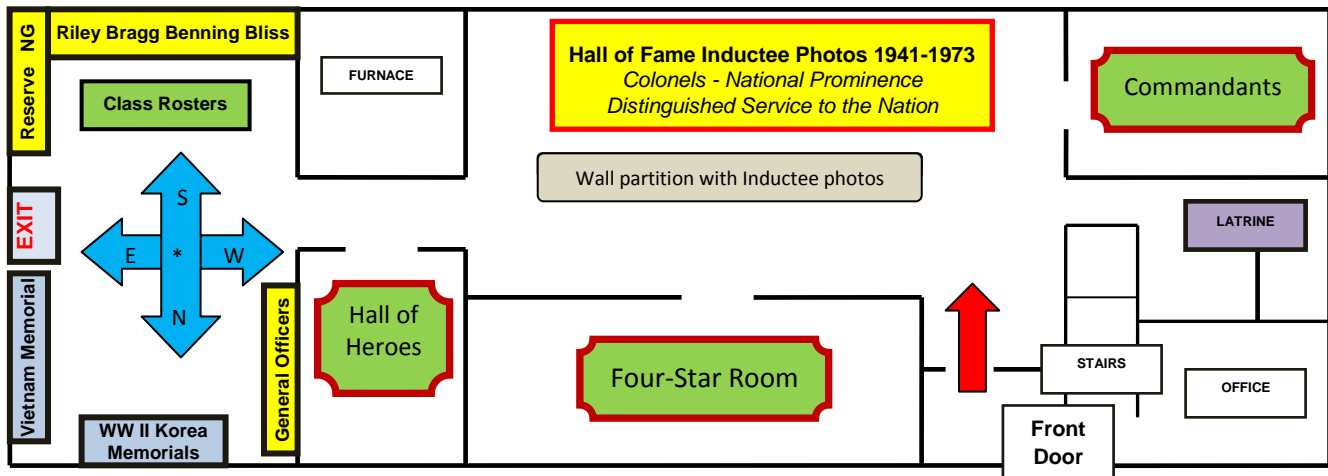 Reserve NG
Riley Bragg Benning Bliss
Class Rosters
FURNACE
Hall of Fame Inductee Photos 1941-1973
Colonels - National Prominence
Distinguished Service to the Nation
Commandants
Wall partition with Inductee photos
EXIT
S
E * W
N
LATRINE
Vietnam Memorial
General Officers
Hall of
Heroes
Four-Star Room
STAIRS
OFFICE
WW II Korea
Memorials
Front
Door